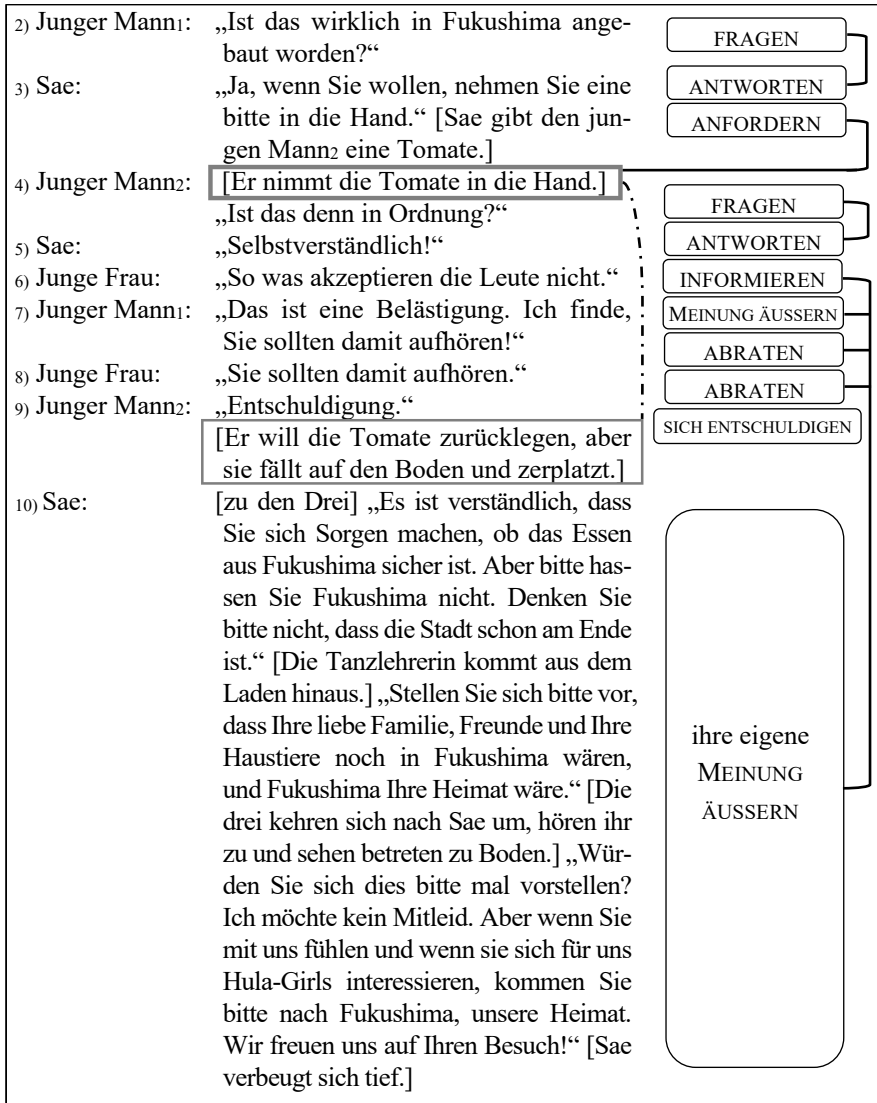 2) Junger Mann1: „Ist das wirklich in Fukushima ange-
baut worden?“
FRAGEN
3) Sae: „Ja, wenn Sie wollen, nehmen Sie eine
ANTWORTEN
bitte in die Hand.“ [Sae gibt den jun-
ANFORDERN
gen Mann2 eine Tomate.]
4) Junger Mann2: [Er nimmt die Tomate in die Hand.]
„Ist das denn in Ordnung?“
FRAGEN
5) Sae: „Selbstverständlich!“
ANTWORTEN
6) Junge Frau: „So was akzeptieren die Leute nicht.“
INFORMIEREN
7) Junger Mann1: „Das ist eine Belästigung. Ich finde,
MEINUNG ÄUSSERN
Sie sollten damit aufhören!“
ABRATEN
8) Junge Frau: „Sie sollten damit aufhören.“
ABRATEN
9) Junger Mann2: „Entschuldigung.“
SICH ENTSCHULDIGEN
[Er will die Tomate zurücklegen, aber
sie fällt auf den Boden und zerplatzt.]
10) Sae: [zu den Drei] „Es ist verständlich, dass
Sie sich Sorgen machen, ob das Essen
aus Fukushima sicher ist. Aber bitte has-
sen Sie Fukushima nicht. Denken Sie
bitte nicht, dass die Stadt schon am Ende
ist.“ [Die Tanzlehrerin kommt aus dem
Laden hinaus.] „Stellen Sie sich bitte vor,
dass Ihre liebe Familie, Freunde und Ihre
Haustiere noch in Fukushima wären,
und Fukushima Ihre Heimat wäre.“ [Die
drei kehren sich nach Sae um, hören ihr
zu und sehen betreten zu Boden.] „Wür-
den Sie sich dies bitte mal vorstellen?
Ich möchte kein Mitleid. Aber wenn Sie
mit uns fühlen und wenn sie sich für uns
Hula-Girls interessieren, kommen Sie
bitte nach Fukushima, unsere Heimat.
Wir freuen uns auf Ihren Besuch!“ [Sae
verbeugt sich tief.]
ihre eigene
MEINUNG
ÄUSSERN